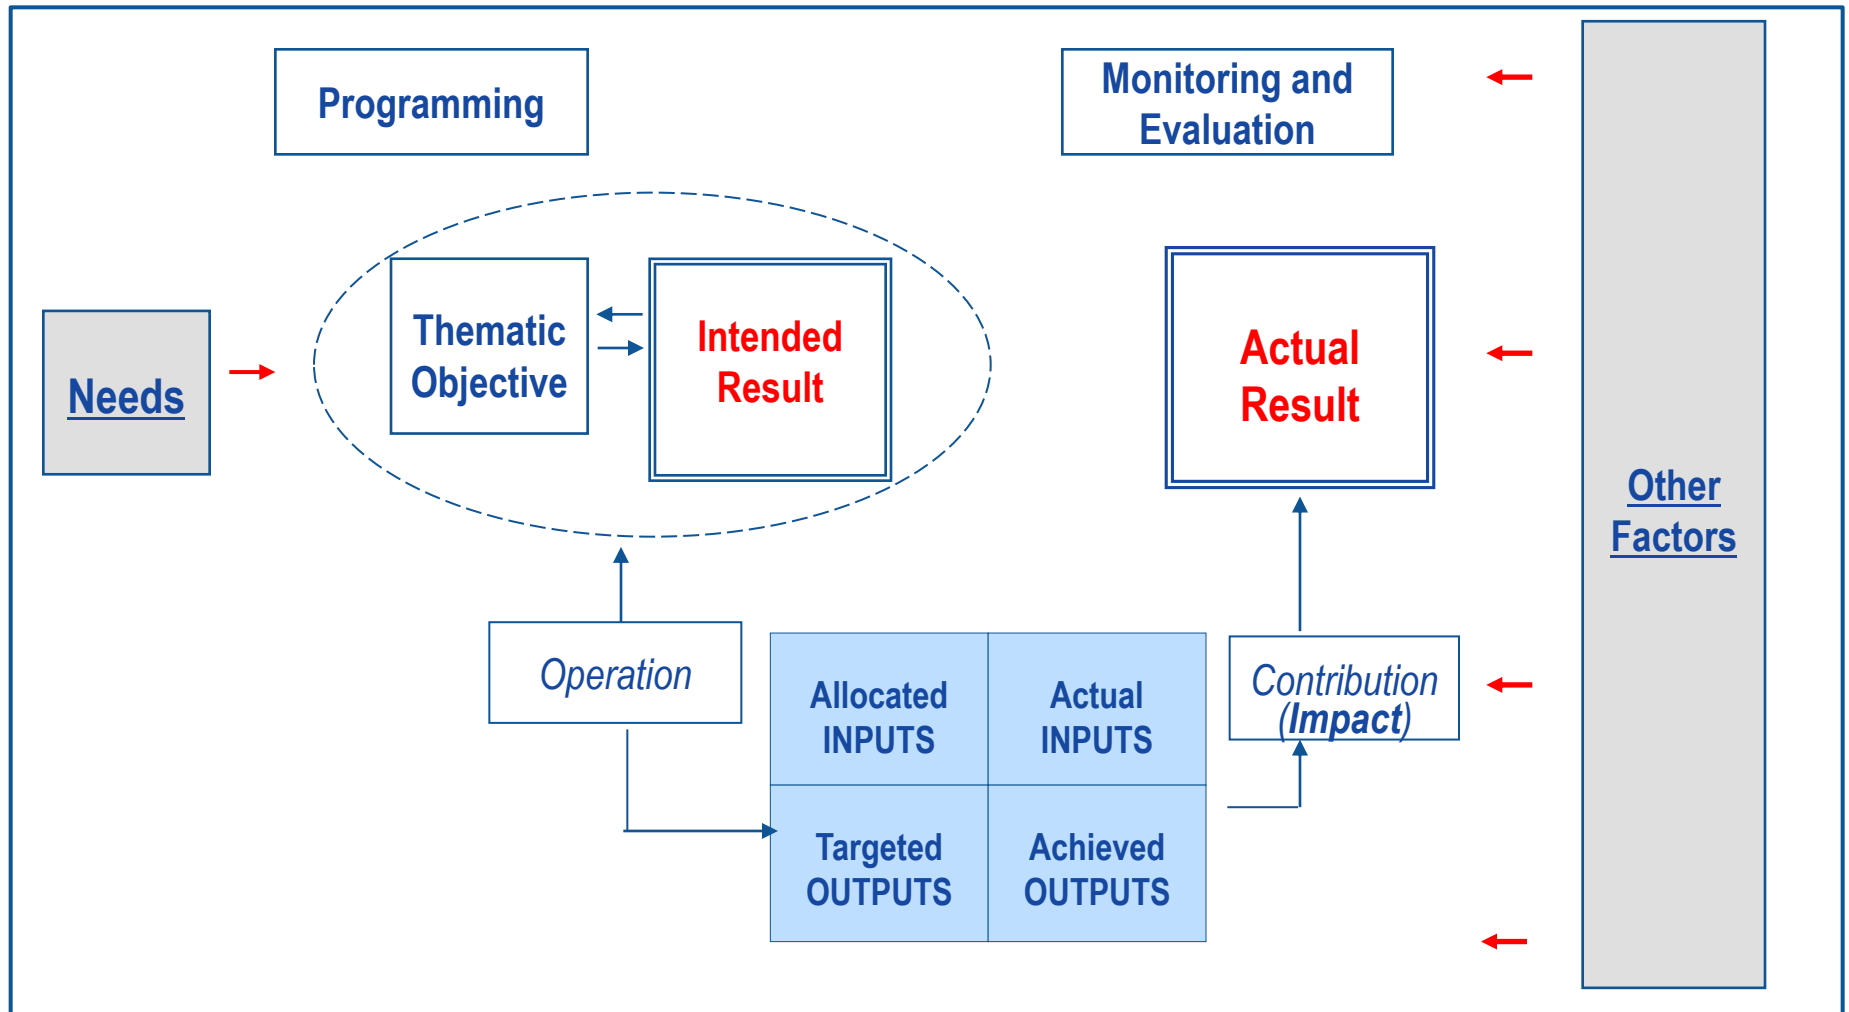 Programming
Monitoring and
Evaluation
Needs
Thematic
Objective
Intended
Result
Actual
Result
Other
Factors
Operation
Allocated
INPUTS
Actual
INPUTS
Targeted
OUTPUTS
Achieved
OUTPUTS
Contribution
(Impact)